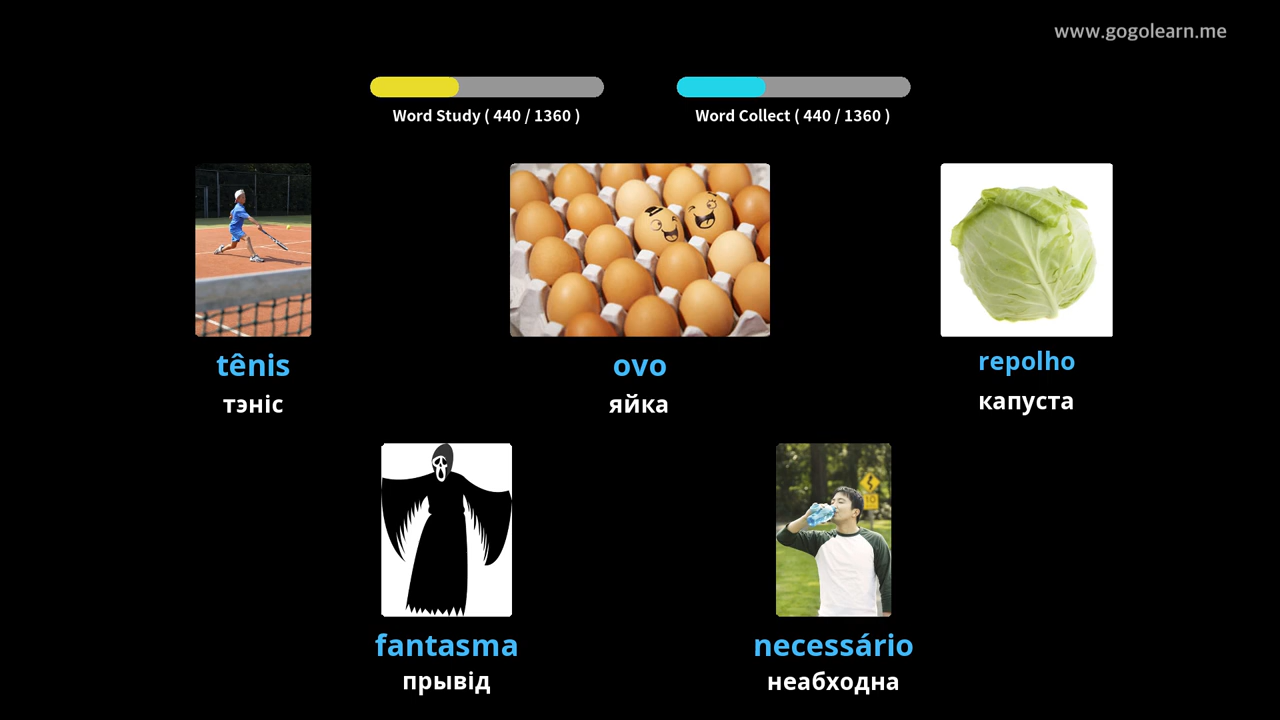 www.gogolearn.me
Word Study ( 440 / 1360 )
Word Collect ( 440 / 1360 )
tênis
тэніс
ovo
яйка
repolho
капуста
fantasma
прывід
necessário
неабходна